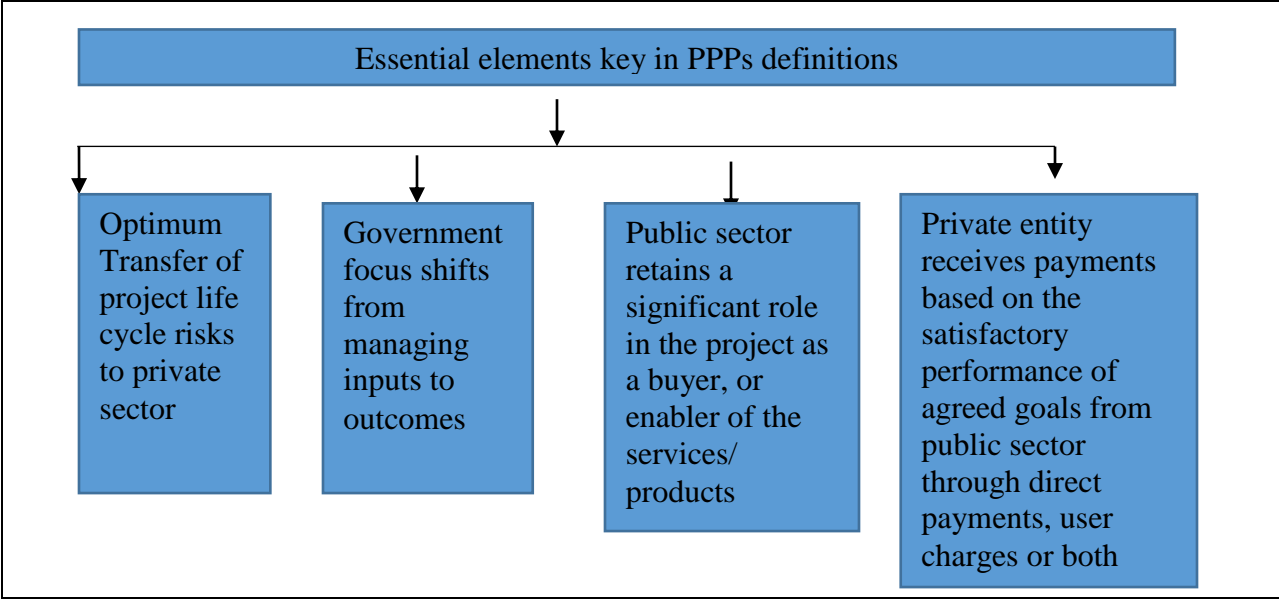 Essential elements key in PPPs definitions
Optimum
Transfer of
project life
cycle risks
to private
sector
Government
focus shifts
from
managing
inputs to
outcomes
Public sector
retains a
significant role
in the project as
a buyer, or
enabler of the
services/
products
Private entity
receives payments
based on the
satisfactory
performance of
agreed goals from
public sector
through direct
payments, user
charges or both